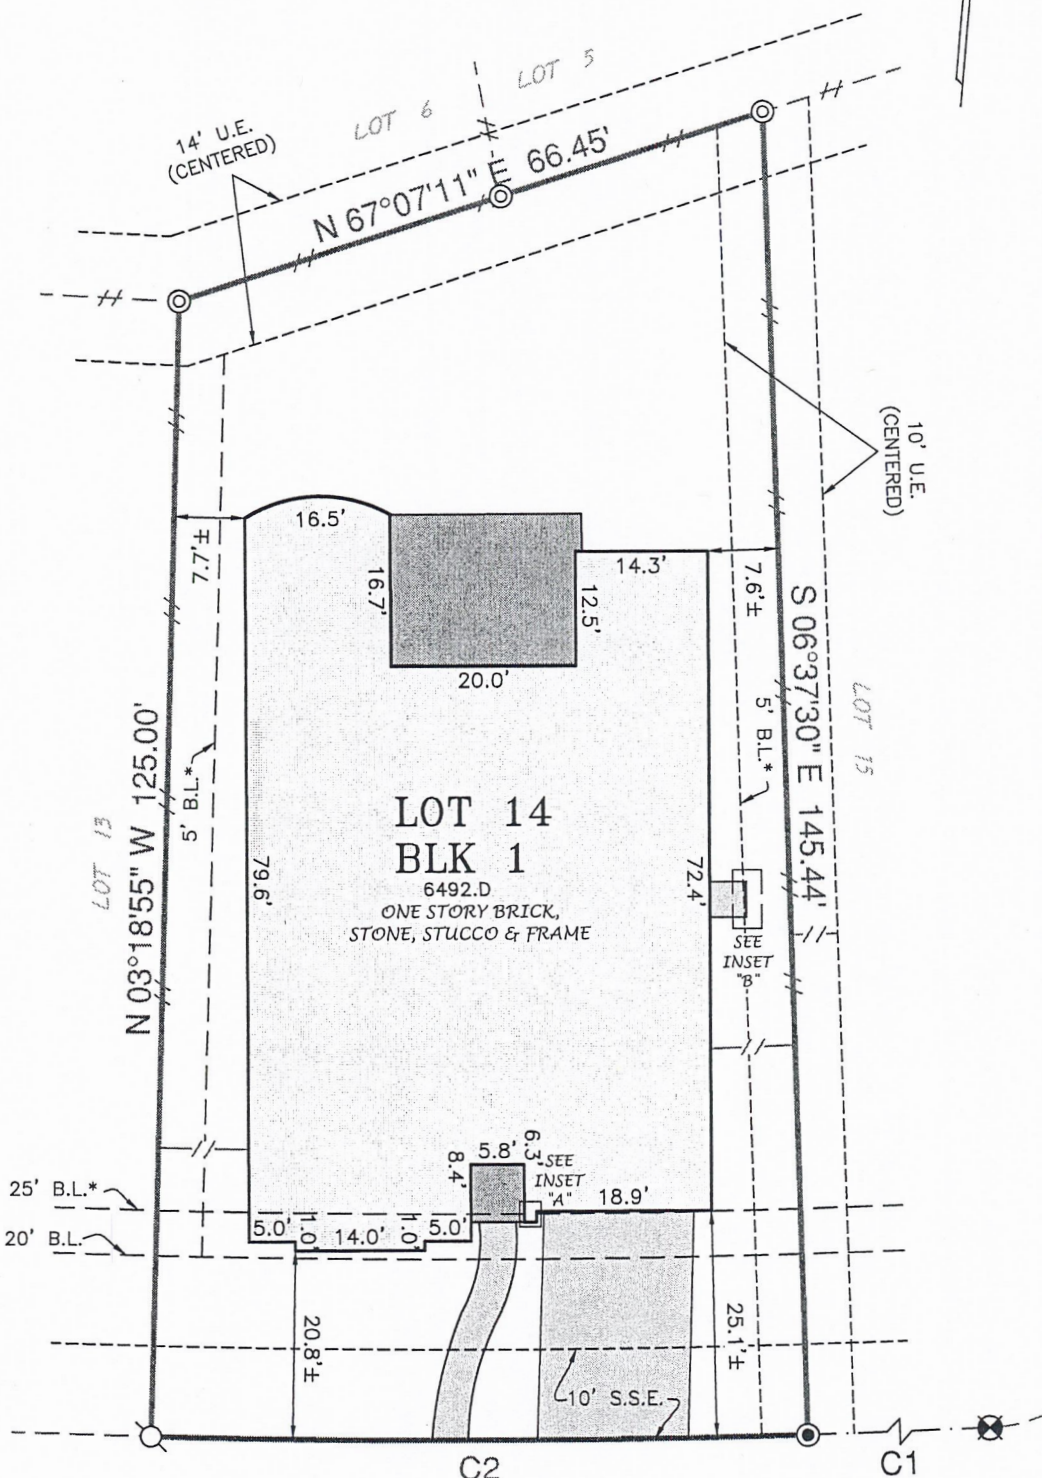 LOT 5
LOT 6
14' U.E.
(CENTERED)
N 67°07'11" E 66.45'
10' U.E.
(CENTERED)
16.5'
14.3'
7.7'±
16.7'
12.5'
7.6'±
20.0'
S 06°37'30" E 145.44'
LOT 15
5' B.L.*
5' B.L.*
N 03°18'55" W 125.00'
LOT 13
LOT 14
BLK 1
6492.D
ONE STORY BRICK,
STONE, STUCCO & FRAME
79.6'
72.4'
SEE
INSET
"B"
5.8'
6.3'
8.4'
SEE
INSET
"A"
18.9'
25' B.L.*
20' B.L.
5.0'
1.0'
14.0'
1.0'
5.0'
20.8'±
25.1'±
10' S.S.E.
C2
C1